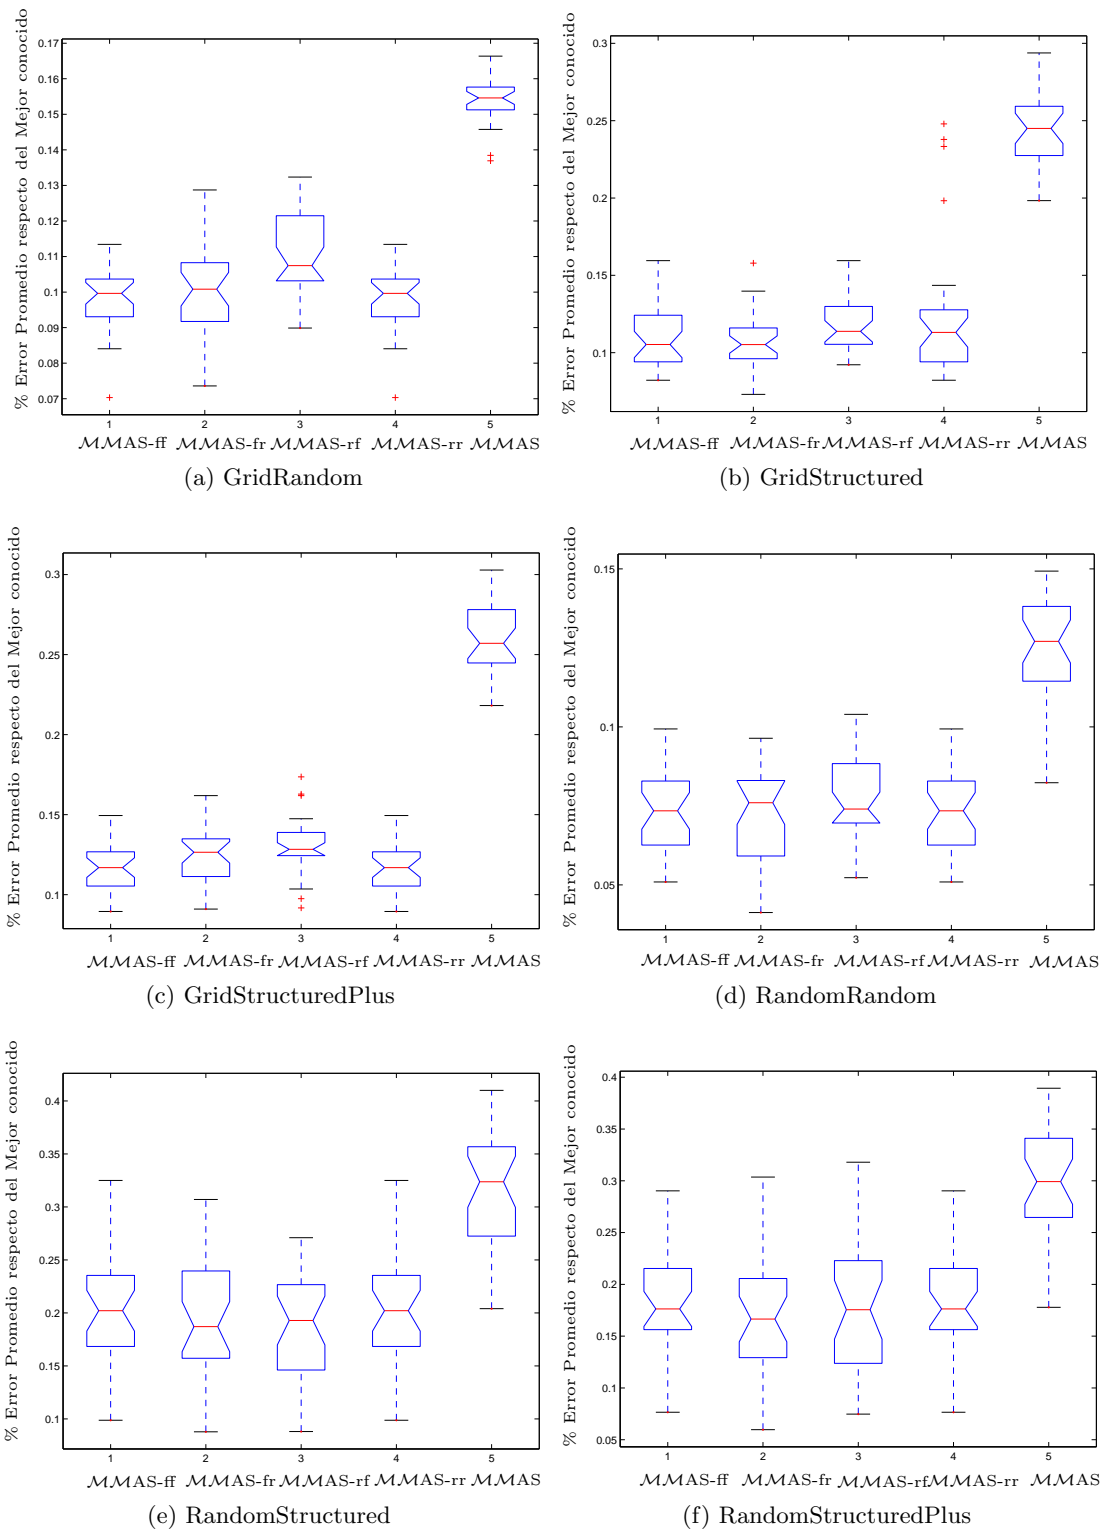 % Error Promedio respecto del Mejor conocido
0.17
0.16
0.15
0.14
0.13
0.12
0.11
0.1
0.09
0.08
0.07
1 2 3 4 5
MMAS-ff MMAS-fr MMAS-rf MMAS-rr MMAS
(a) GridRandom
% Error Promedio respecto del Mejor conocido
0.3
0.25
0.2
0.15
0.1
1 2 3 4 5
MMAS-ff MMAS-fr MMAS-rf MMAS-rr MMAS
(b) GridStructured
% Error Promedio respecto del Mejor conocido
0.3
0.25
0.2
0.15
0.1
1 2 3 4 5
MMAS-ff MMAS-fr MMAS-rf MMAS-rr MMAS
(c) GridStructuredPlus
% Error Promedio respecto del Mejor conocido
0.15
0.1
0.05
1 2 3 4 5
MMAS-ff MMAS-fr MMAS-rf MMAS-rr MMAS
(d) RandomRandom
% Error Promedio respecto del Mejor conocido
0.4
0.35
0.3
0.25
0.2
0.15
0.1
1 2 3 4 5
MMAS-ff MMAS-fr MMAS-rf MMAS-rr MMAS
(e) RandomStructured
% Error Promedio respecto del Mejor conocido
0.4
0.35
0.3
0.25
0.2
0.15
0.1
0.05
1 2 3 4 5
MMAS-ff MMAS-fr MMAS-rf MMAS-rr MMAS
(f) RandomStructuredPlus